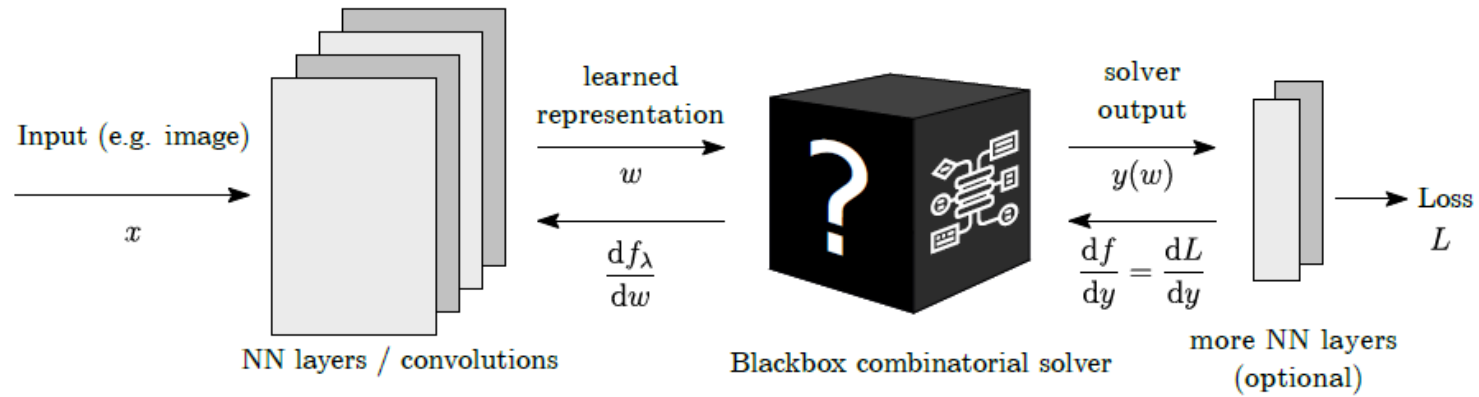 Input (e.g. image)
x
NN layers / convolutions
learned
representation
w
df_λ/dw
?
Blackbox combinatorial solver
solver
output
y(w)
df/dy = dL/dy
more NN layers
(optional)
Loss
L